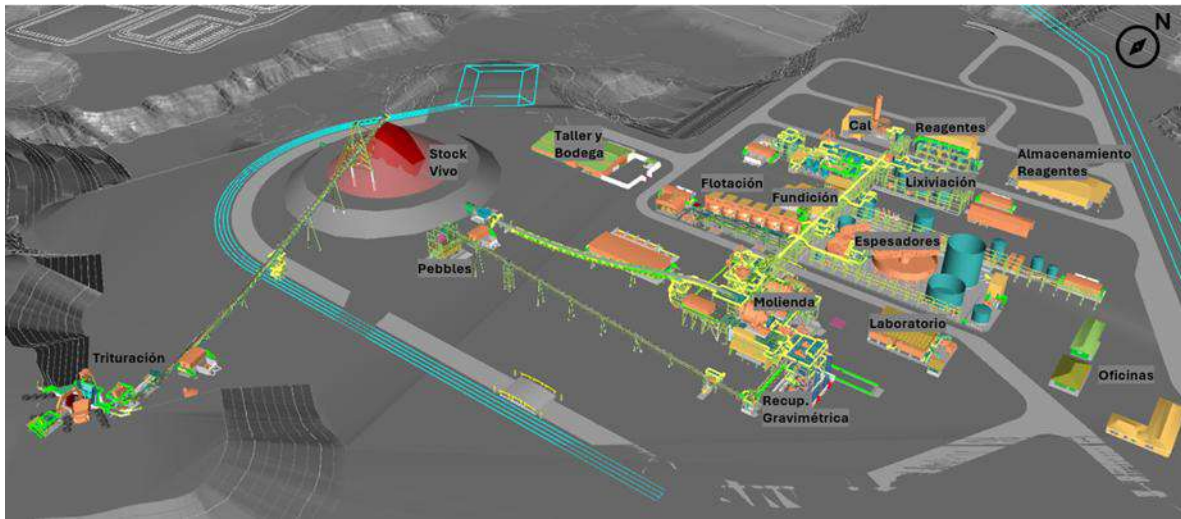 N
Cal
Reagentes
Taller y
Bodega
Stock
Vivo
Almacenamiento
Reagentes
Lixiviación
Flotación
Fundición
Espesadores
Pebbles
Molienda
Laboratorio
Trituración
Oficinas
Recup.
Gravimétrica